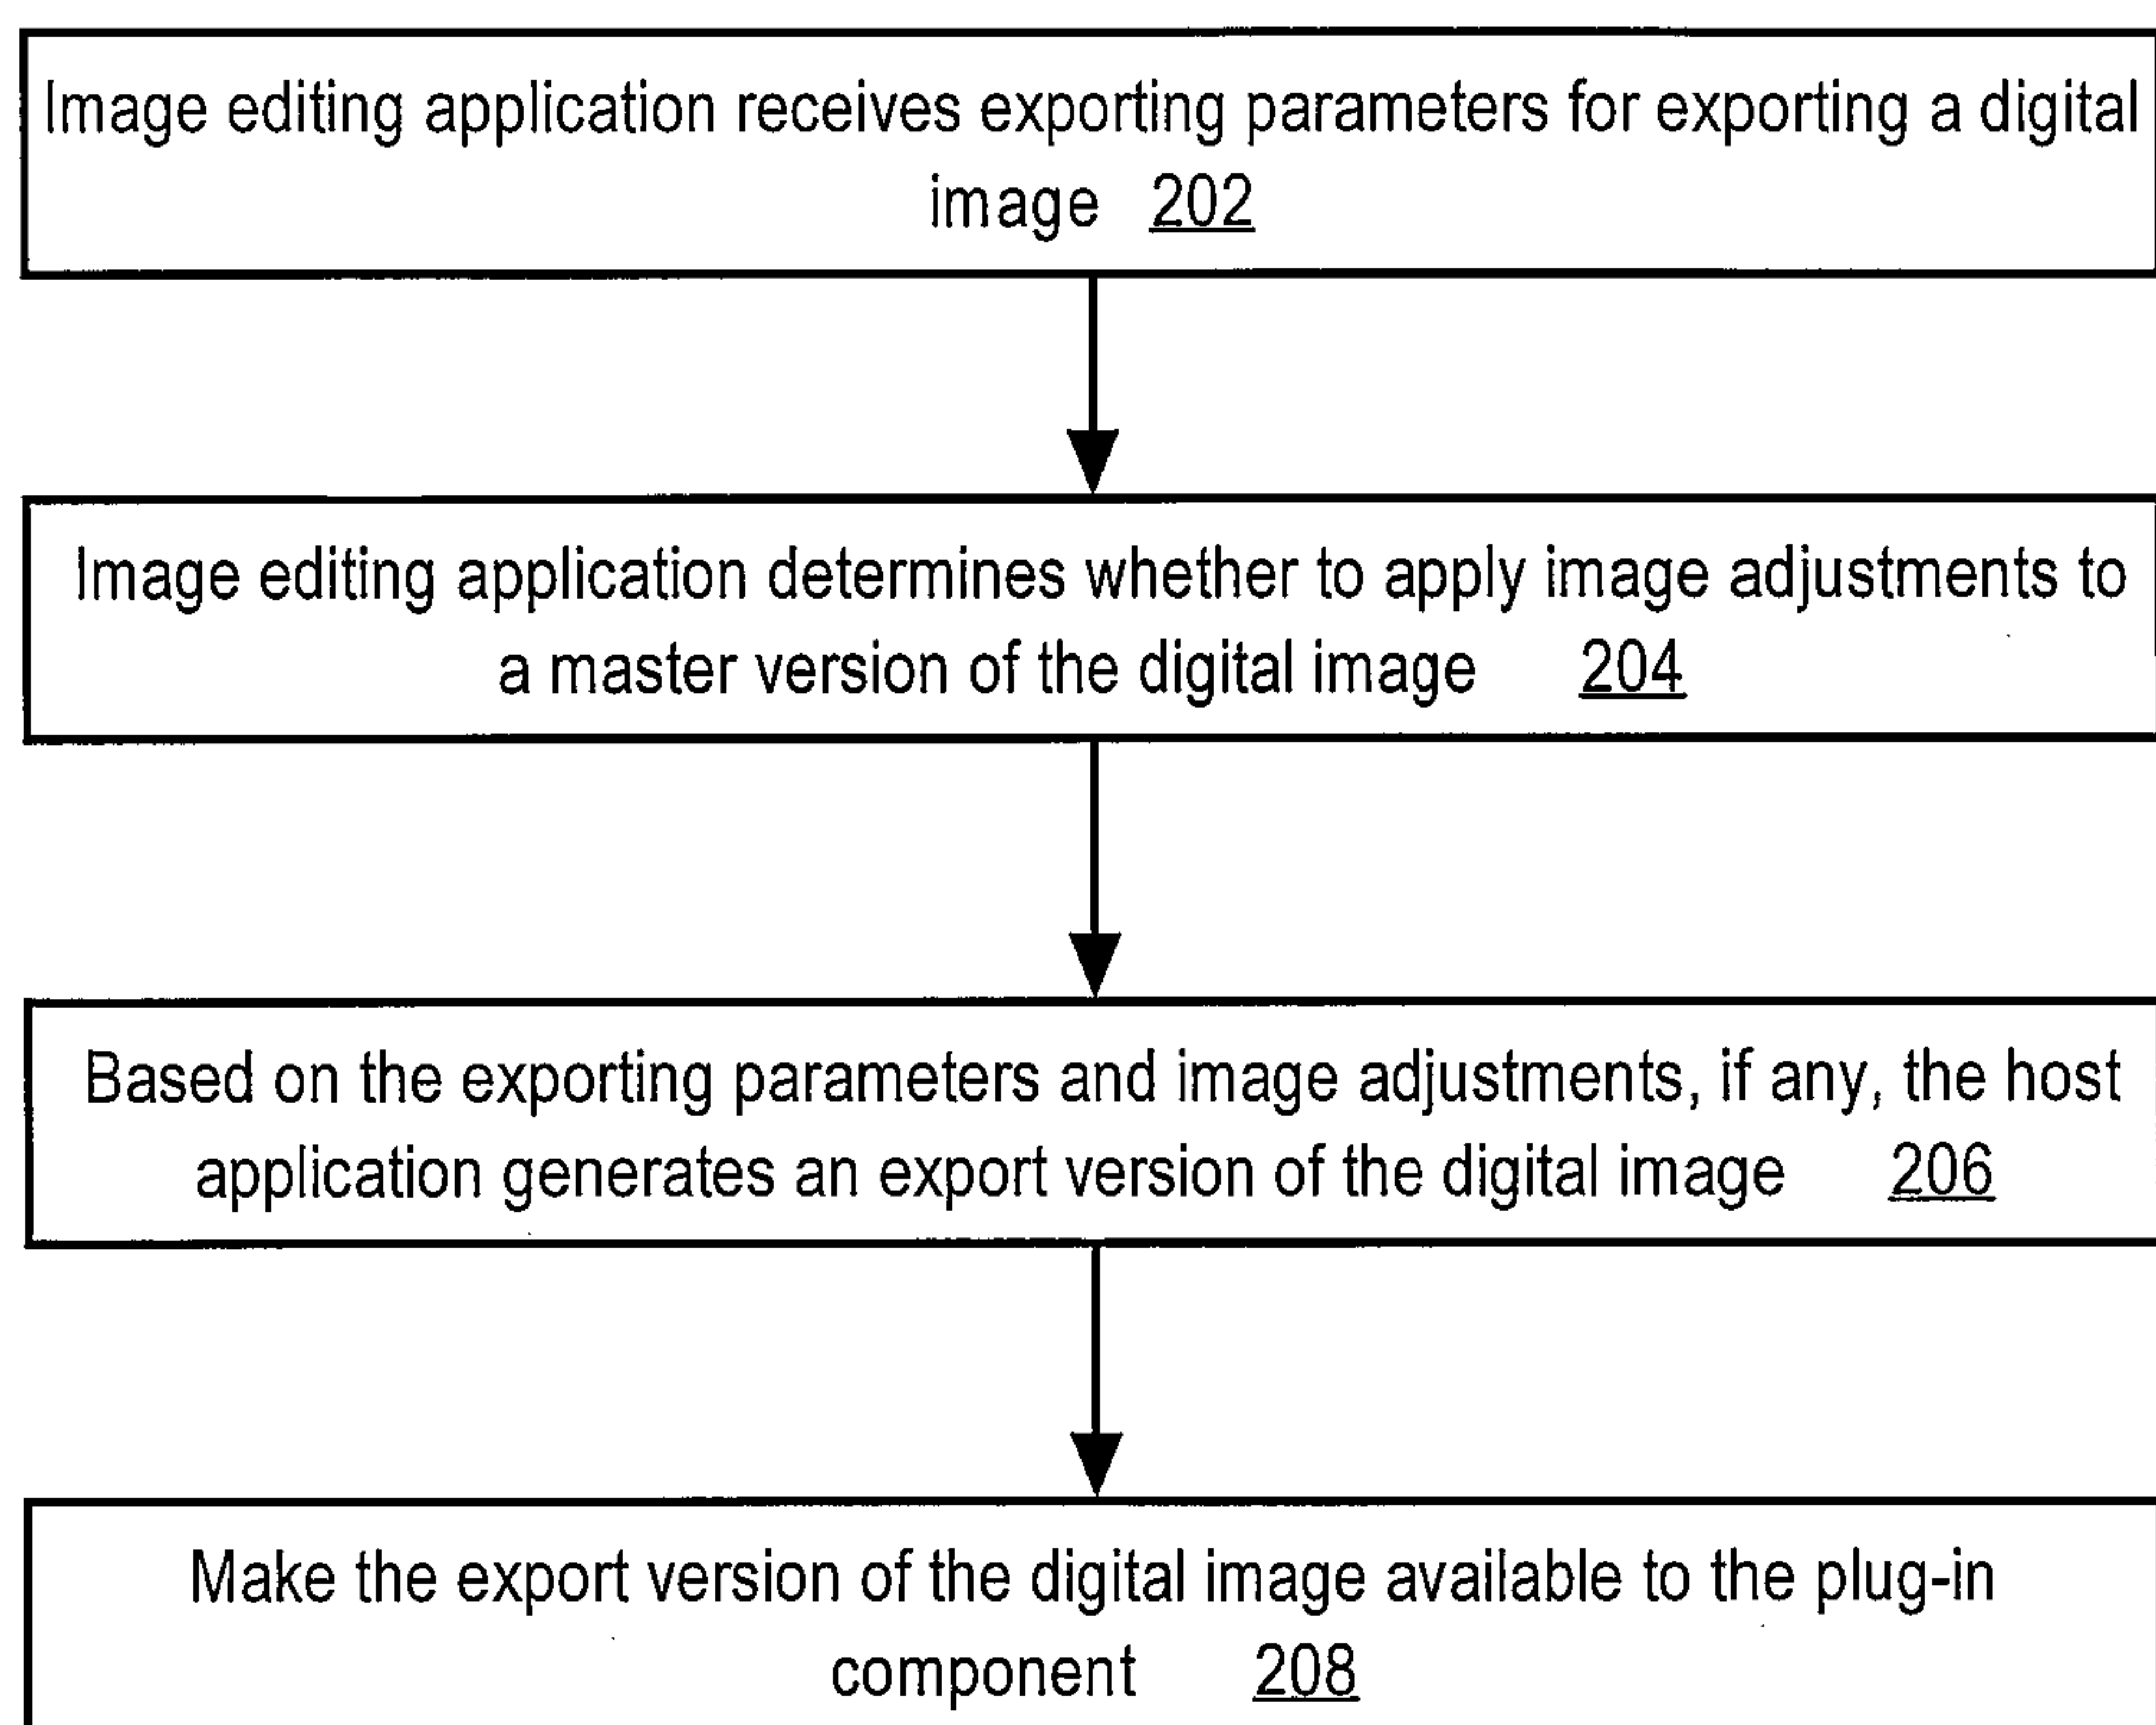 Image editing application receives exporting parameters for exporting a digital
image 202
Image editing application determines whether to apply image adjustments to
a master version of the digital image 204
Based on the exporting parameters and image adjustments, if any, the host
application generates an export version of the digital image 206
Make the export version of the digital image available to the plug-in
component 208